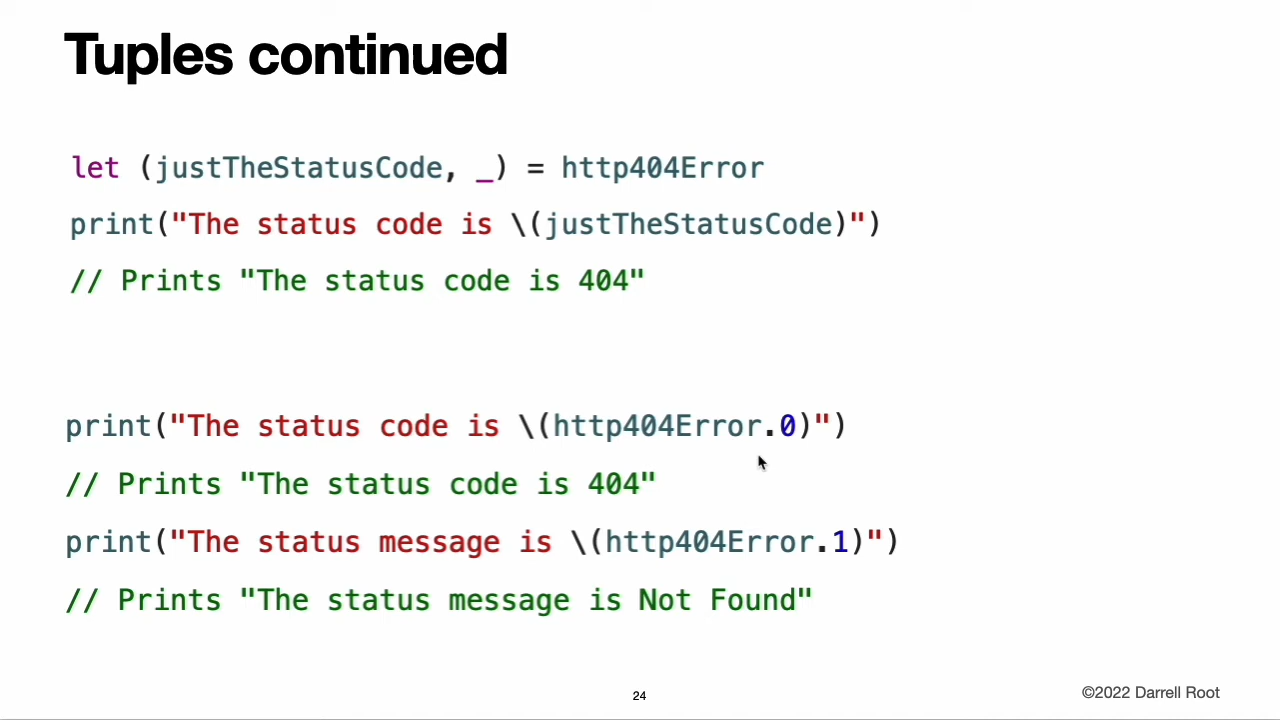 Tuples continued
let (justTheStatusCode, _) = http404Error
print("The status code is \(justTheStatusCode)")
// Prints "The status code is 404"
print("The status code is \(http404Error.0)")
// Prints "The status code is 404"
print("The status message is \(http404Error.1)")
// Prints "The status message is Not Found"
24
©2022 Darrell Root